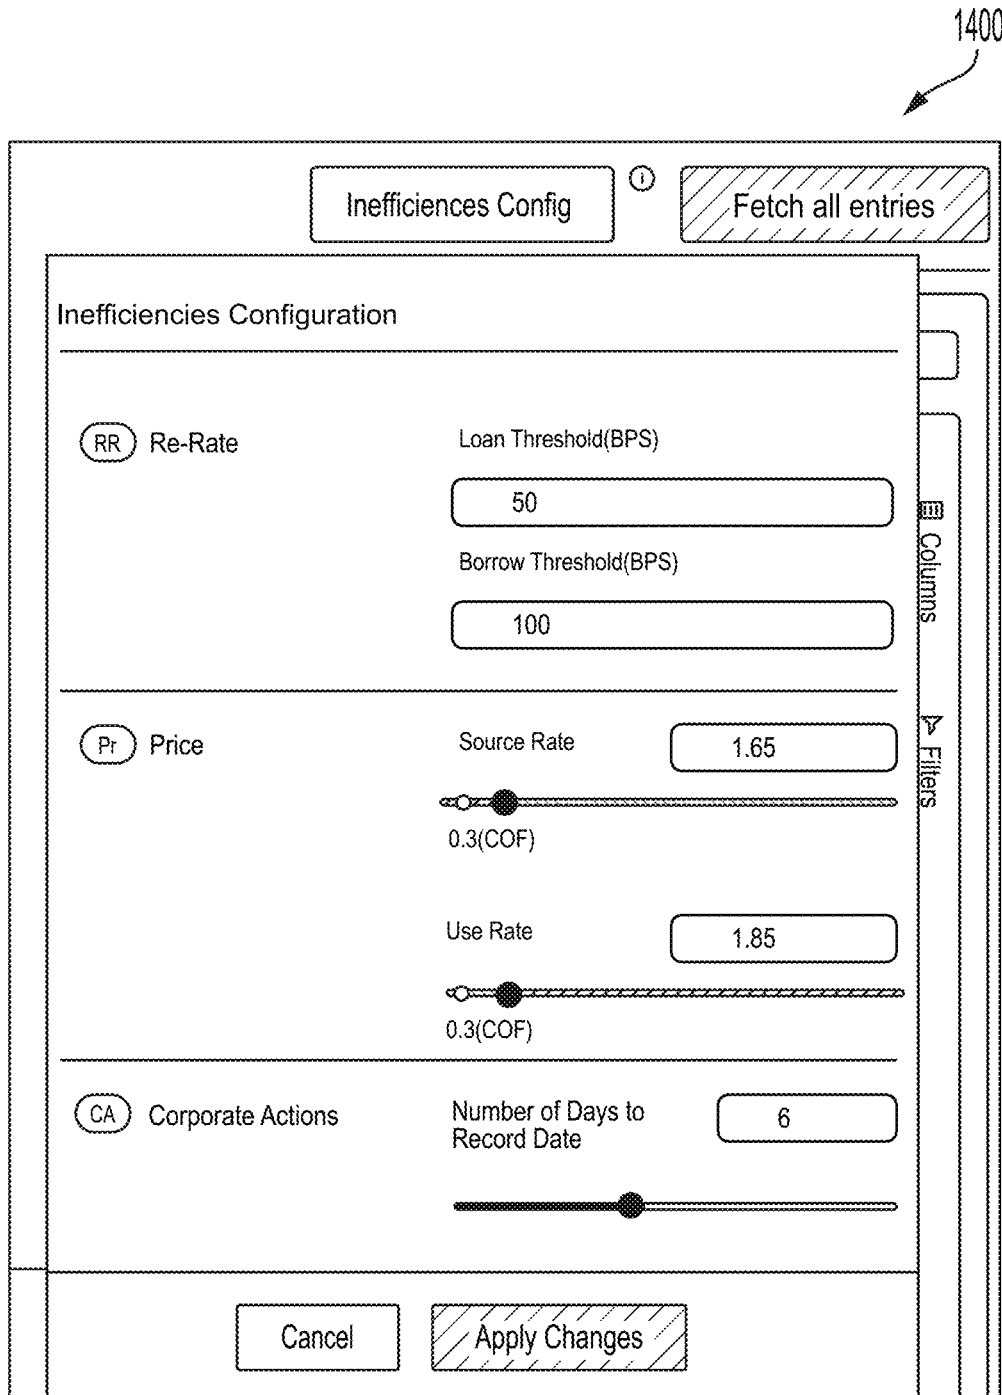 1400
Inefficiences Config
i
Fetch all entries
Inefficiencies Configuration
RR Re-Rate
Loan Threshold(BPS)
50
Borrow Threshold(BPS)
100
Columns
Filters
Pr Price
Source Rate 1.65
0.3(COF)
Use Rate 1.85
0.3(COF)
CA Corporate Actions
Number of Days to
Record Date
6
Cancel
Apply Changes